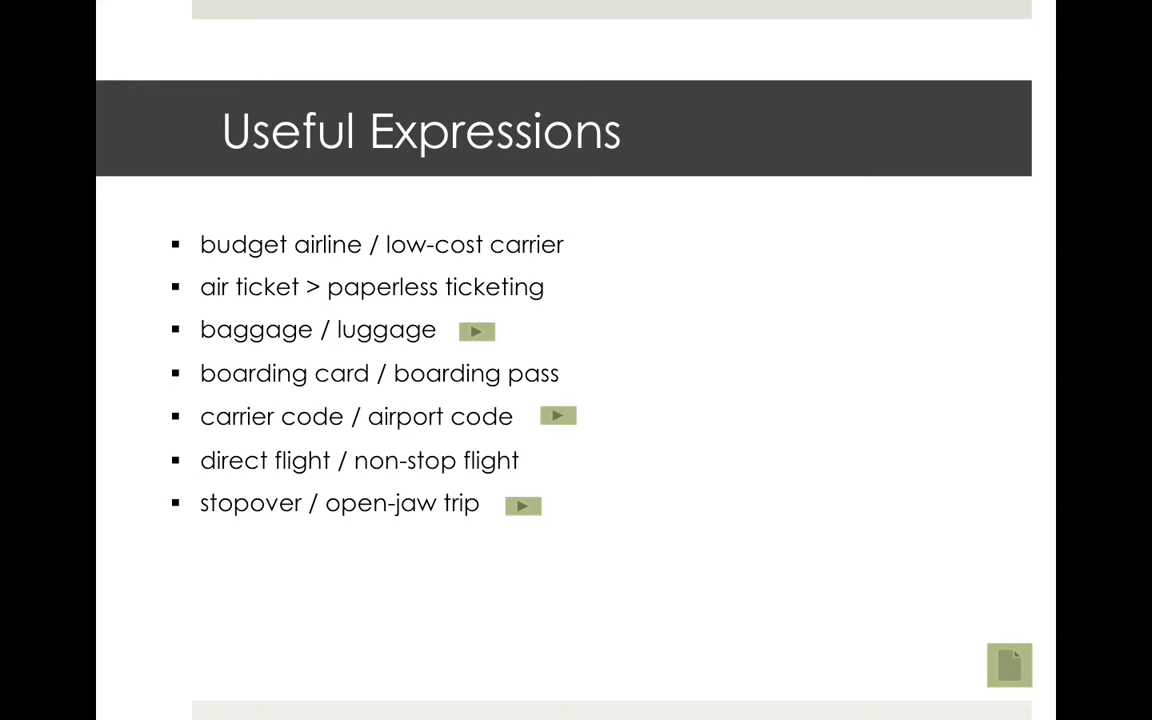 Useful Expressions
▪ budget airline / low-cost carrier
▪ air ticket > paperless ticketing
▪ baggage / luggage
▪ boarding card / boarding pass
▪ carrier code / airport code
▪ direct flight / non-stop flight
▪ stopover / open-jaw trip